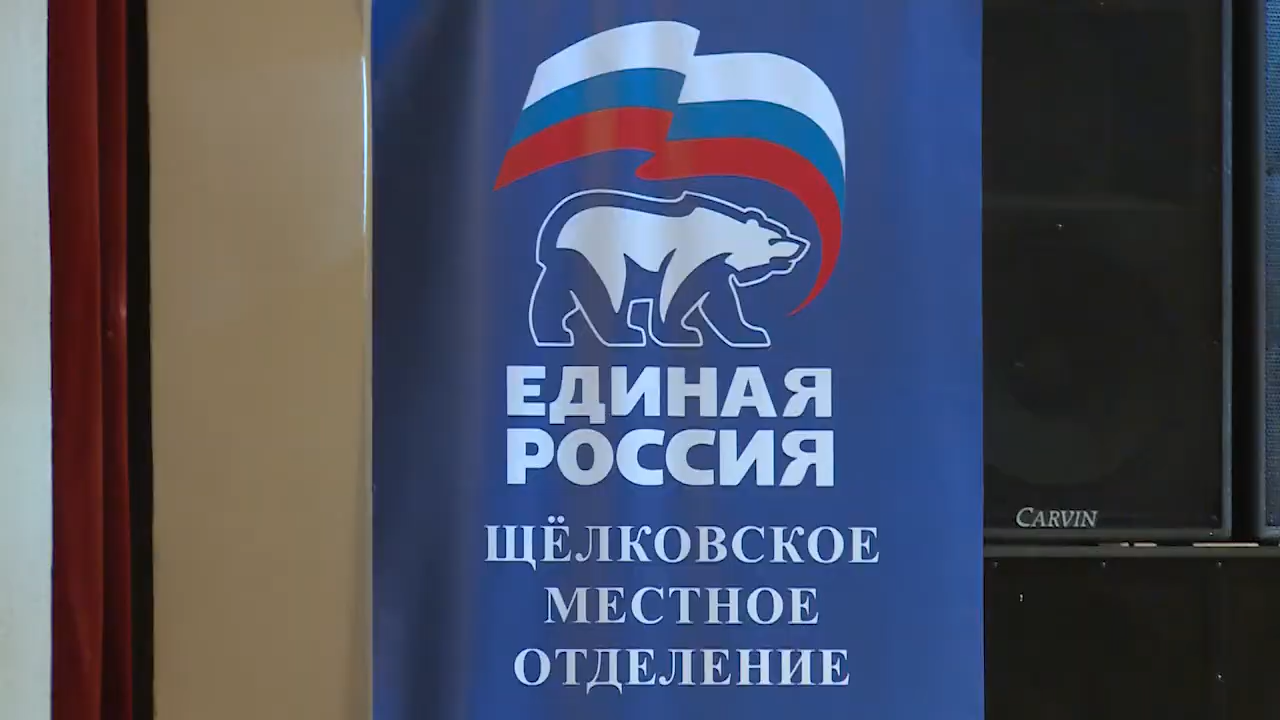 ЕДИНАЯ
РОССИЯ
ЩЁЛКОВСКОЕ
МЕСТНОЕ
ОТДЕЛЕНИЕ
CARVIN